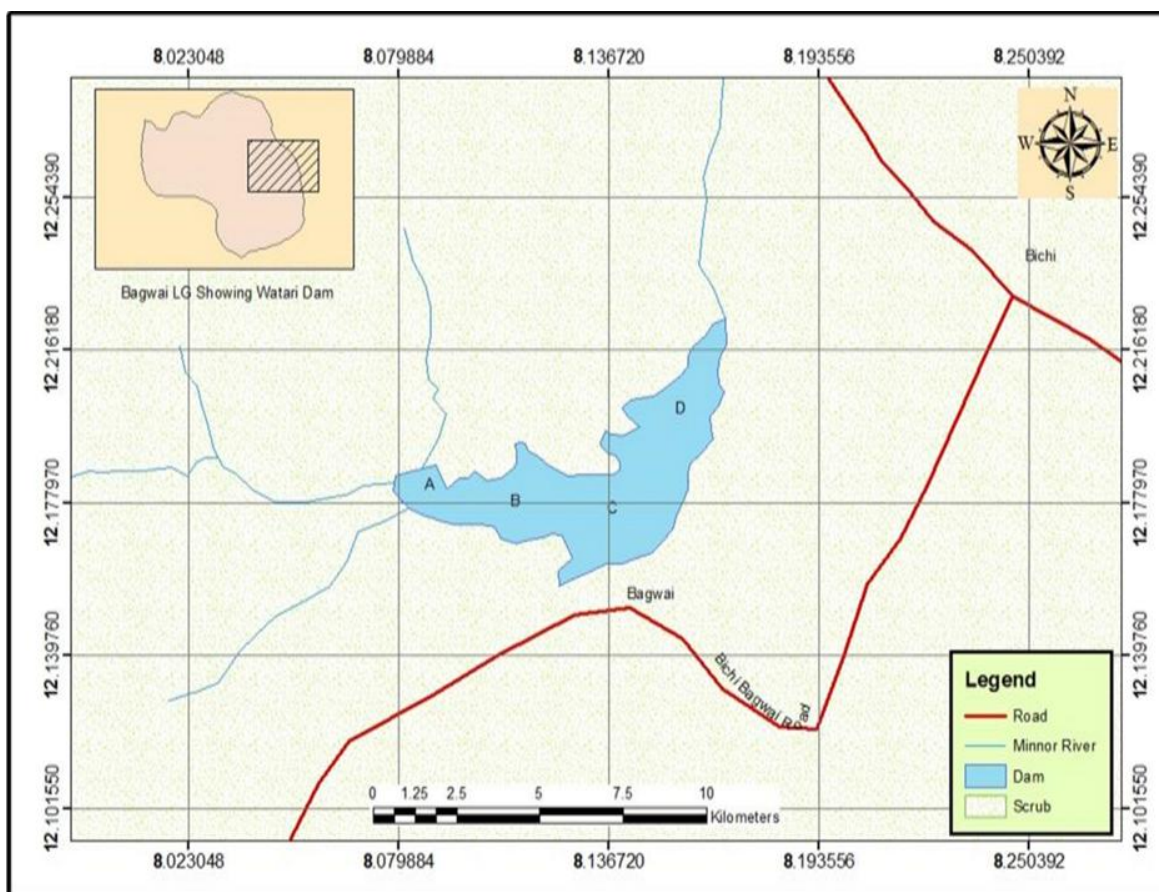 8.023048 8.079884 8.136720 8.193556 8.250392
N
W E
S
12.254390 12.254390
Bichi
Bagwai LG Showing Watari Dam
12.216180 12.216180
D
A
B
C
12.177970 12.177970
Bagwai
12.139760 12.139760
Bichi Bagwai Road
Legend
Road
Minnor River
Dam
Scrub
0 1.25 2.5 5 7.5 10
Kilometers
12.101550 12.101550
8.023048 8.079884 8.136720 8.193556 8.250392